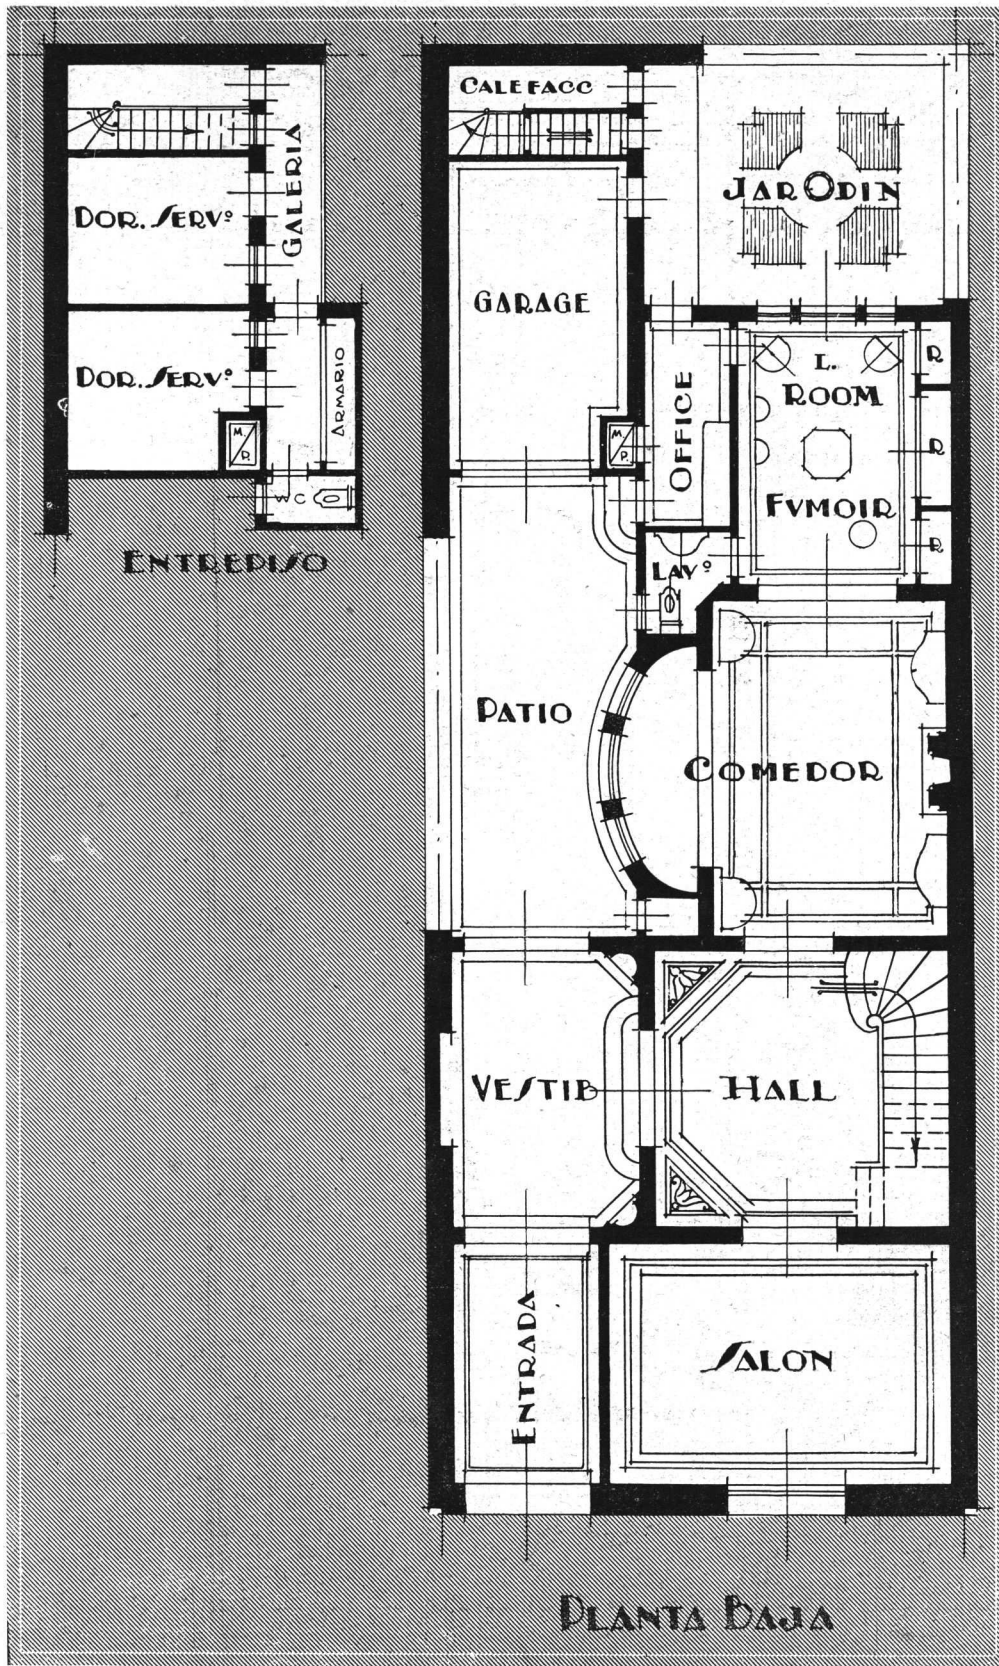 DOR. SERVº
GALERIA
DOR. SERVº
ARMARIO
M/P.
WC
ENTREPISO
CALEFACC
JARDIN
GARAGE
OFFICE
M/P.
L.
ROOM
FVMOIR
R
R
R
LAVº
PATIO
COMEDOR
VESTIB
HALL
ENTRADA
SALON
PLANTA BAJA